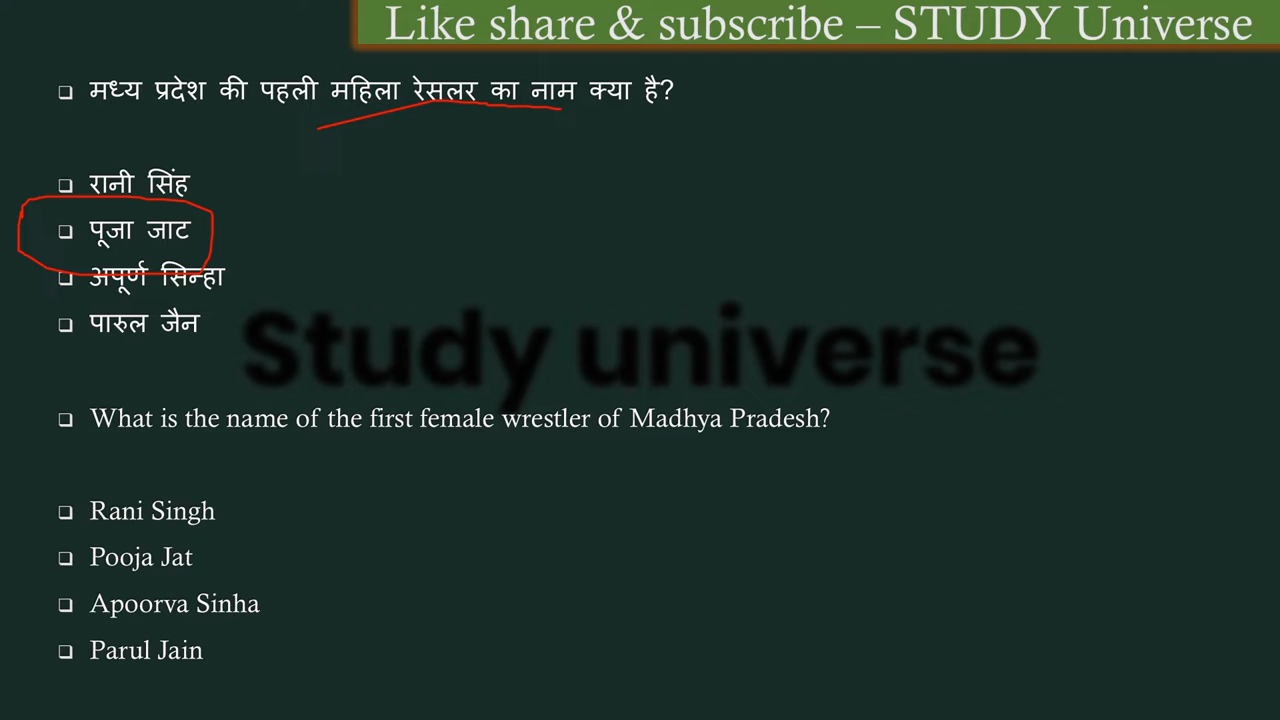 Like share & subscribe – STUDY Universe
मध्य प्रदेश की पहली महिला रेसलर का नाम क्या है?
रानी सिंह
पूजा जाट
अपूर्ण सिन्हा
पारुल जैन
Study universe
What is the name of the first female wrestler of Madhya Pradesh?
Rani Singh
Pooja Jat
Apoorva Sinha
Parul Jain